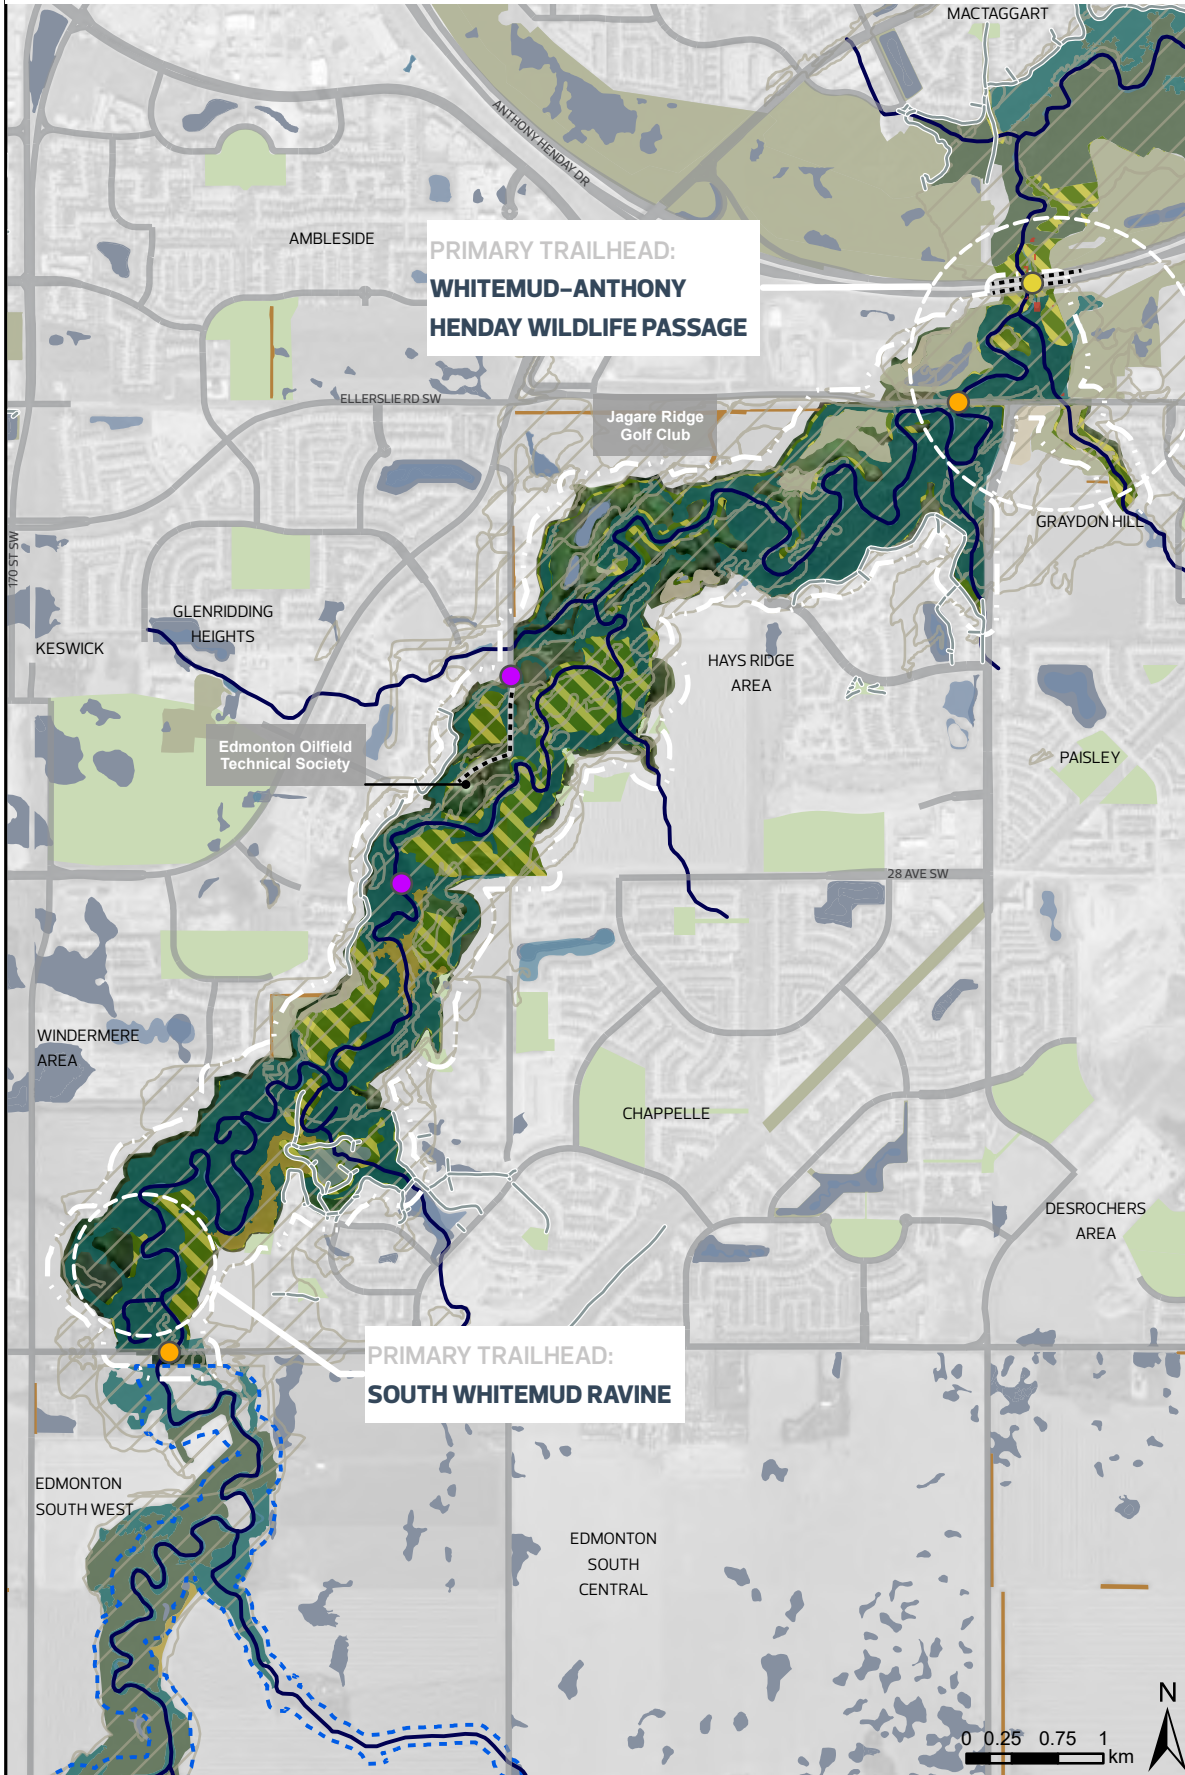 MACTAGGART
ANTHONY HENDAY DR
AMBLESIDE
PRIMARY TRAILHEAD:
WHITEMUD–ANTHONY
HENDAY WILDLIFE PASSAGE
ELLERSLIE RD SW
Jagare Ridge
Golf Club
GRAYDON HILL
170 ST SW
GLENRIDDING
HEIGHTS
KESWICK
HAYS RIDGE
AREA
Edmonton Oilfield
Technical Society
PAISLEY
28 AVE SW
WINDERMERE
AREA
CHAPPELLE
DESROCHERS
AREA
PRIMARY TRAILHEAD:
SOUTH WHITEMUD RAVINE
EDMONTON
SOUTH WEST
EDMONTON
SOUTH
CENTRAL
N
0 0.25 0.75 1
km